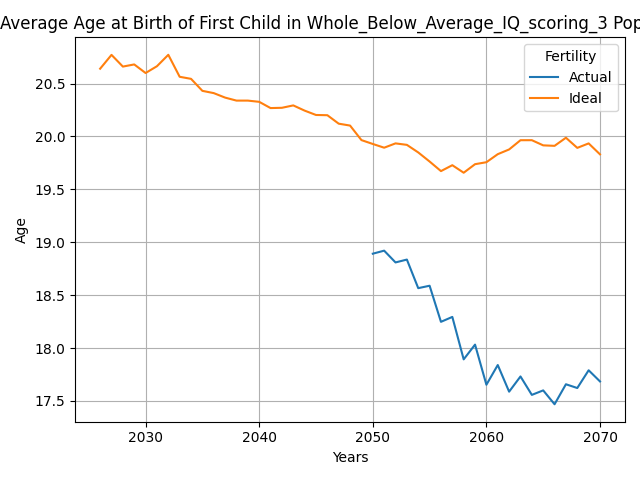 Average Age at Birth of First Child in Whole_Below_Average_IQ_scoring_3 Pop
Fertility
Actual
Ideal
20.5
20.0
19.5
19.0
18.5
18.0
17.5
Age
2030 2040 2050 2060 2070
Years